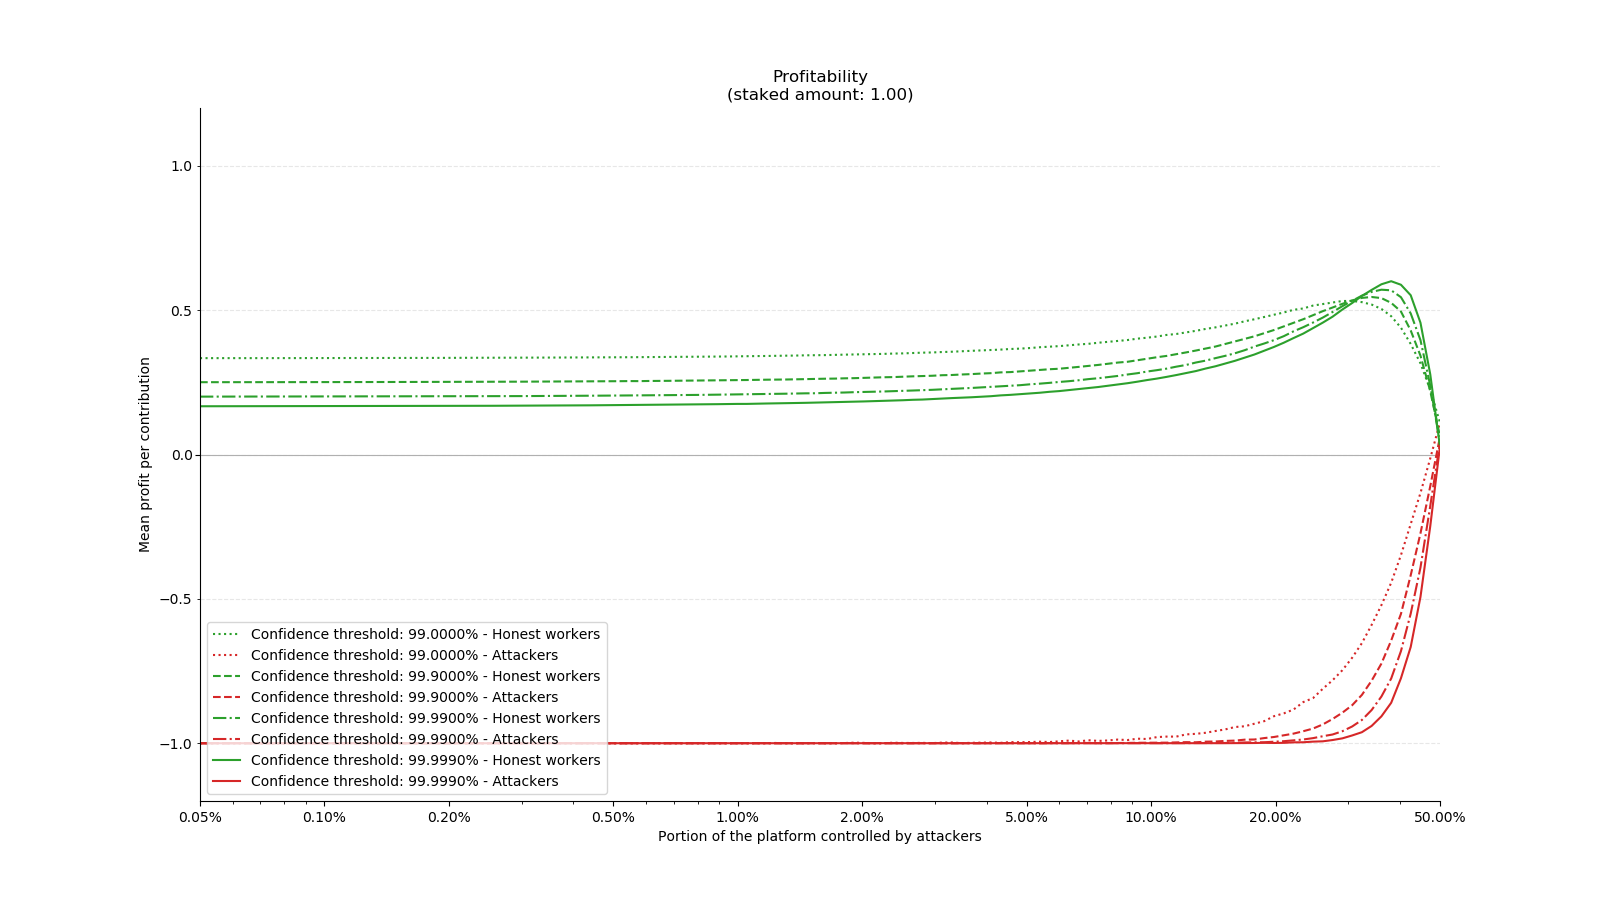 Profitability
(staked amount: 1.00)
Mean profit per contribution
1.0
0.5
0.0
−0.5
−1.0
Confidence threshold: 99.0000% - Honest workers
Confidence threshold: 99.0000% - Attackers
Confidence threshold: 99.9000% - Honest workers
Confidence threshold: 99.9000% - Attackers
Confidence threshold: 99.9900% - Honest workers
Confidence threshold: 99.9900% - Attackers
Confidence threshold: 99.9990% - Honest workers
Confidence threshold: 99.9990% - Attackers
0.05% 0.10% 0.20% 0.50% 1.00% 2.00% 5.00% 10.00% 20.00% 50.00%
Portion of the platform controlled by attackers